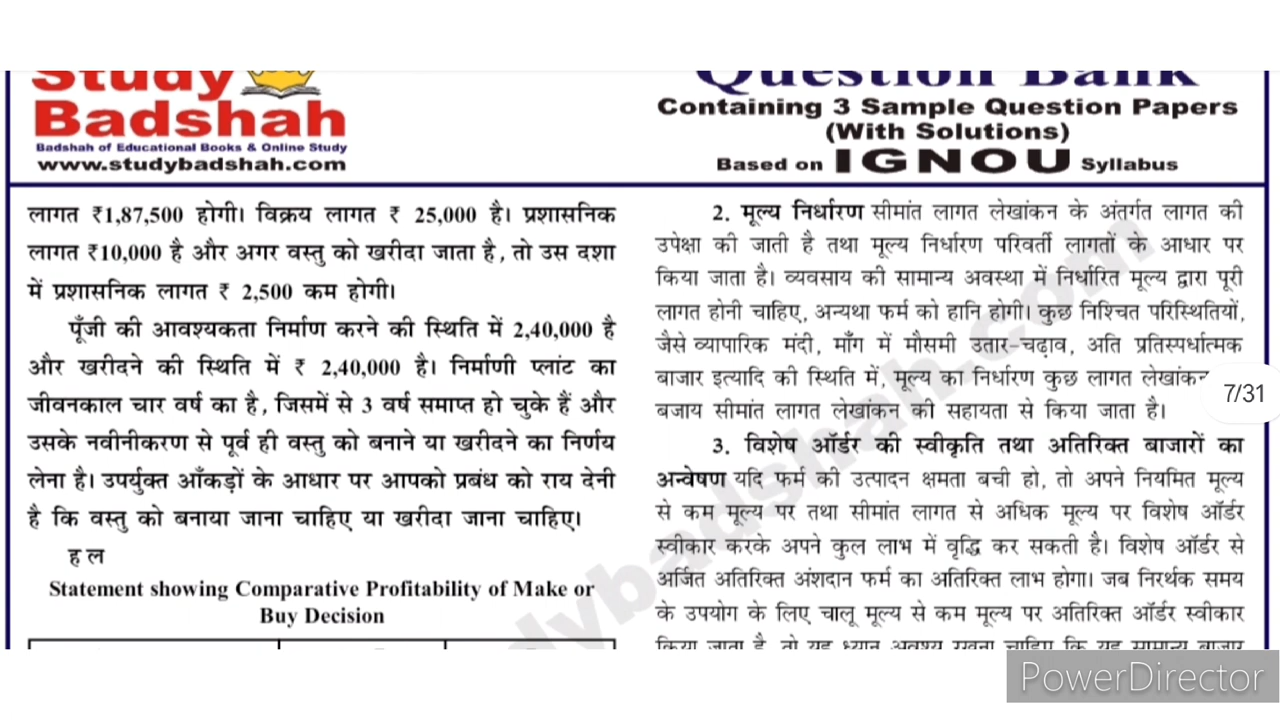 Study
Badshah
Badshah of Educational Books & Online Study
www.studybadshah.com
Question Bank
Containing 3 Sample Question Papers
(With Solutions)
Based on IGNOU Syllabus
लागत ₹1,87,500 होगी। विक्रय लागत ₹ 25,000 है। प्रशासनिक
लागत ₹10,000 है और अगर वस्तु को खरीदा जाता है, तो उस दशा
में प्रशासनिक लागत ₹ 2,500 कम होगी।
पूँजी की आवश्यकता निर्माण करने की स्थिति में 2,40,000 है
और खरीदने की स्थिति में ₹ 2,40,000 है। निर्माणी प्लांट का
जीवनकाल चार वर्ष का है, जिसमें से 3 वर्ष समाप्त हो चुके हैं और
उसके नवीनीकरण से पूर्व ही वस्तु को बनाने या खरीदने का निर्णय
लेना है। उपर्युक्त आँकड़ों के आधार पर आपको प्रबंध को राय देनी
है कि वस्तु को बनाया जाना चाहिए या खरीदा जाना चाहिए।
ह ल
Statement showing Comparative Profitability of Make or
Buy Decision
2. मूल्य निर्धारण सीमांत लागत लेखांकन के अंतर्गत लागत की
उपेक्षा की जाती है तथा मूल्य निर्धारण परिवर्ती लागतों के आधार पर
किया जाता है। व्यवसाय की सामान्य अवस्था में निर्धारित मूल्य द्वारा पूरी
लागत होनी चाहिए, अन्यथा फर्म को हानि होगी। कुछ निश्चित परिस्थितियों,
जैसे व्यापारिक मंदी, माँग में मौसमी उतार-चढ़ाव, अति प्रतिस्पर्धात्मक
बाजार इत्यादि की स्थिति में, मूल्य का निर्धारण कुछ लागत लेखांकन
बजाय सीमांत लागत लेखांकन की सहायता से किया जाता है।
3. विशेष ऑर्डर की स्वीकृति तथा अतिरिक्त बाजारों का
अन्वेषण यदि फर्म की उत्पादन क्षमता बची हो, तो अपने नियमित मूल्य
से कम मूल्य पर तथा सीमांत लागत से अधिक मूल्य पर विशेष ऑर्डर
स्वीकार करके अपने कुल लाभ में वृद्धि कर सकती है। विशेष ऑर्डर से
अर्जित अतिरिक्त अंशदान फर्म का अतिरिक्त लाभ होगा। जब निरर्थक समय
के उपयोग के लिए चालू मूल्य से कम मूल्य पर अतिरिक्त ऑर्डर स्वीकार
किया जाता है, तो यह ध्यान अवश्य रखना चाहिए कि यह सामान्य बाजार
7/31
PowerDirector